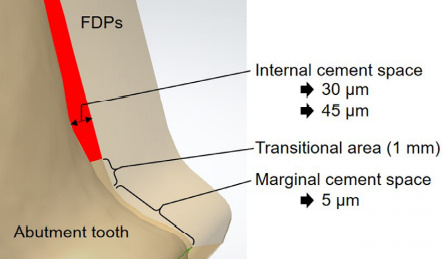 FDPs
Internal cement space
🡆 30 µm
🡆 45 µm
Transitional area (1 mm)
Marginal cement space
🡆 5 µm
Abutment tooth